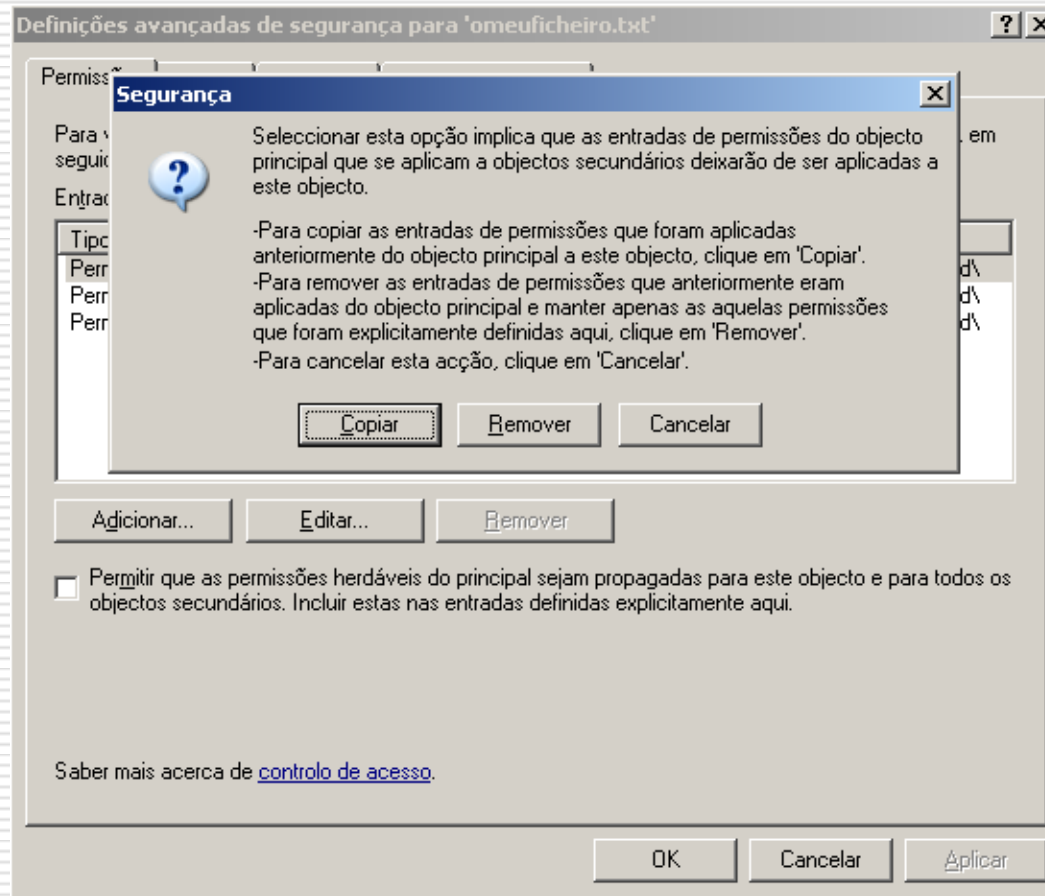 Definições avançadas de segurança para 'omeuficheiro.txt'
Segurança
Para
. em
Seleccionar esta opção implica que as entradas de permissões do objecto
principal que se aplicam a objectos secundários deixarão de ser aplicadas a
este objecto.
-Para copiar as entradas de permissões que foram aplicadas
anteriormente do objecto principal a este objecto, clique em 'Copiar'.
-Para remover as entradas de permissões que anteriormente eram
aplicadas do objecto principal e manter apenas as aquelas permissões
que foram explicitamente definidas aqui, clique em 'Remover'.
-Para cancelar esta acção, clique em 'Cancelar'.
Copiar Remover Cancelar
d\
d\
d\
Adicionar... Editar... Remover
Permitir que as permissões herdáveis do principal sejam propagadas para este objecto e para todos os
objectos secundários. Incluir estas nas entradas definidas explicitamente aqui.
Saber mais acerca de controlo de acesso.
OK Cancelar Aplicar